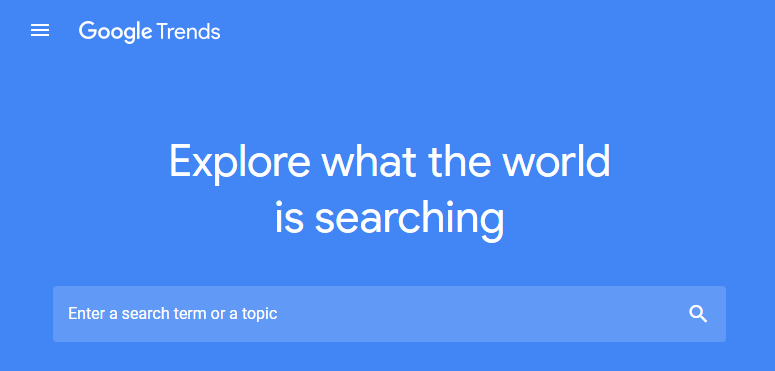 Google Trends
Explore what the world
is searching
Enter a search term or a topic